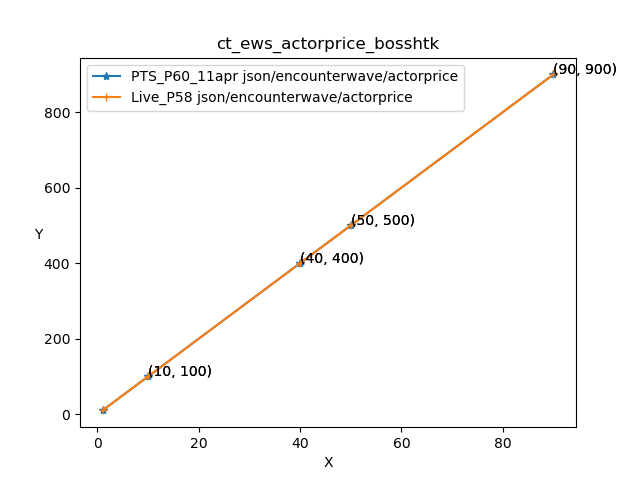 ct_ews_actorprice_bosshtk
PTS_P60_11apr json/encounterwave/actorprice
Live_P58 json/encounterwave/actorprice
(90, 900)
(50, 500)
(40, 400)
(10, 100)
Y
800
600
400
200
0
0 20 40 60 80
X